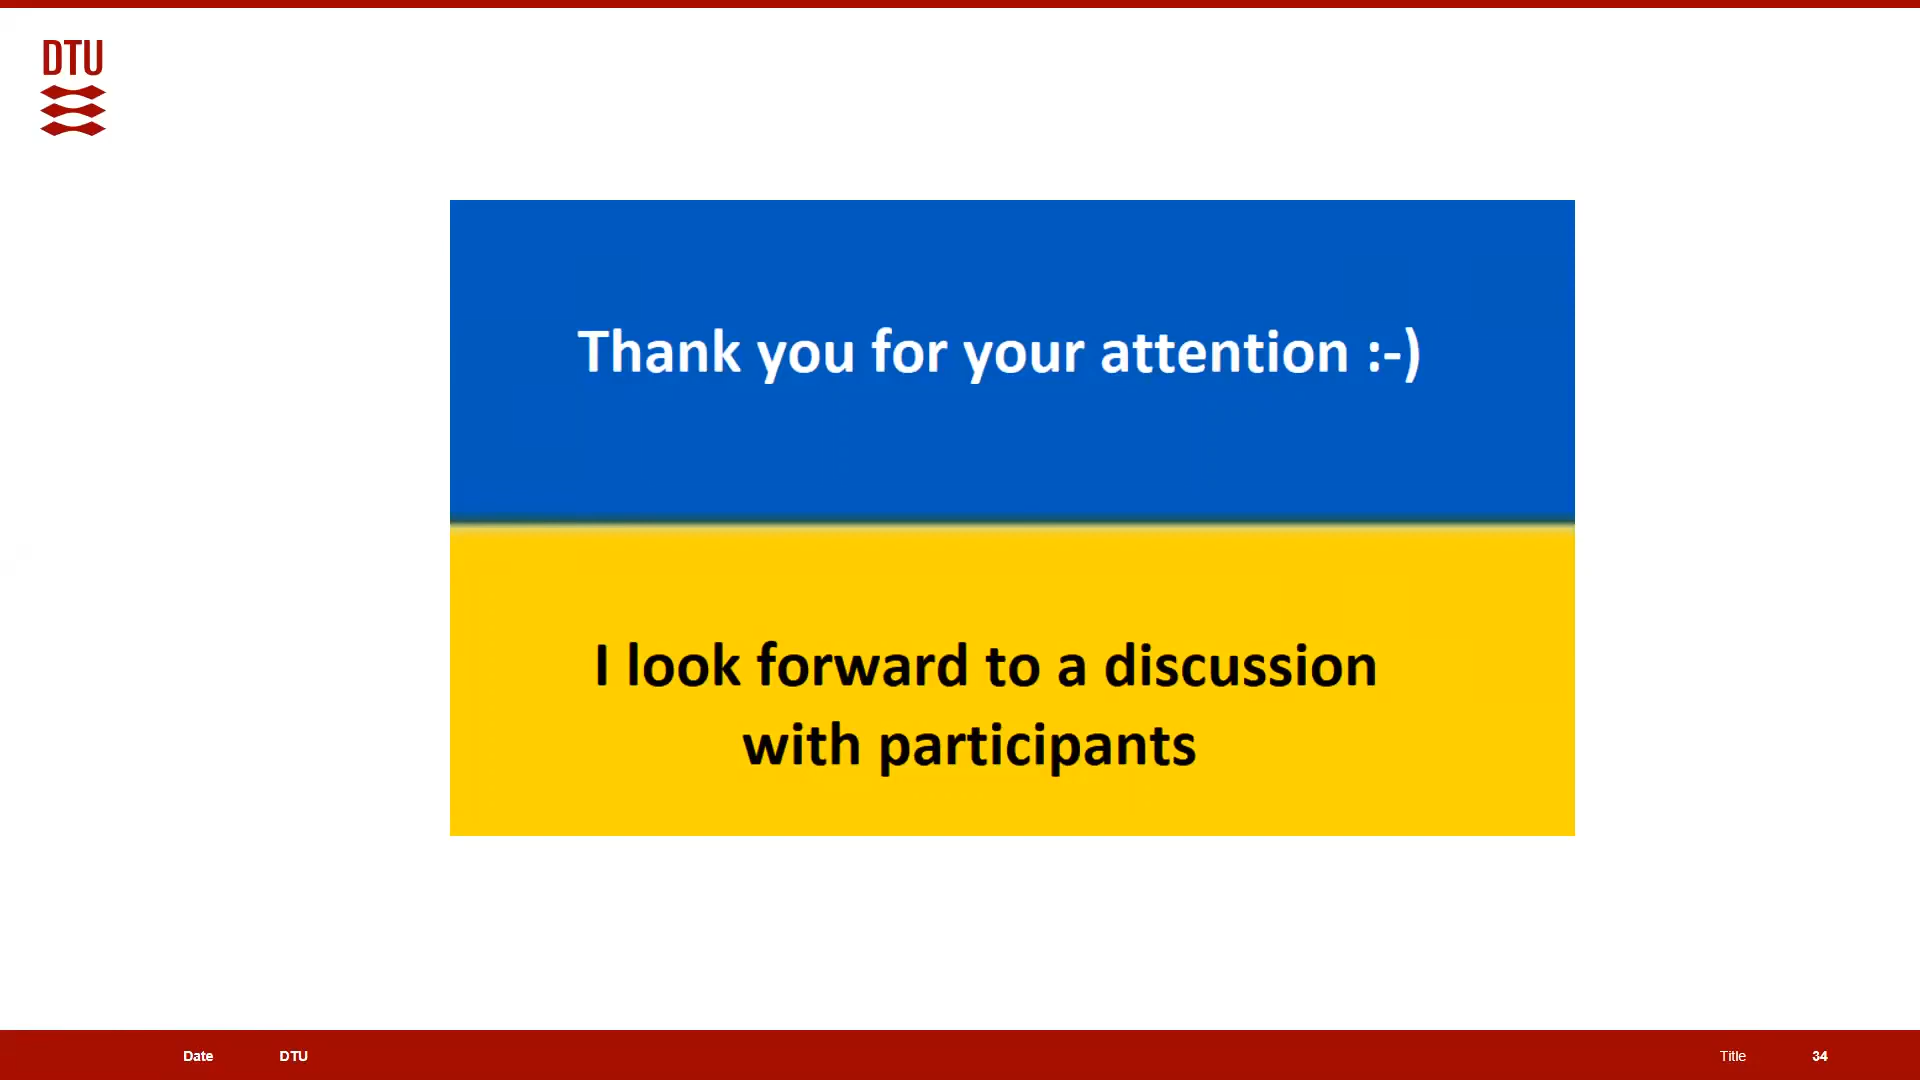 DTU
Thank you for your attention :-)
I look forward to a discussion
with participants
Date DTU Title 34